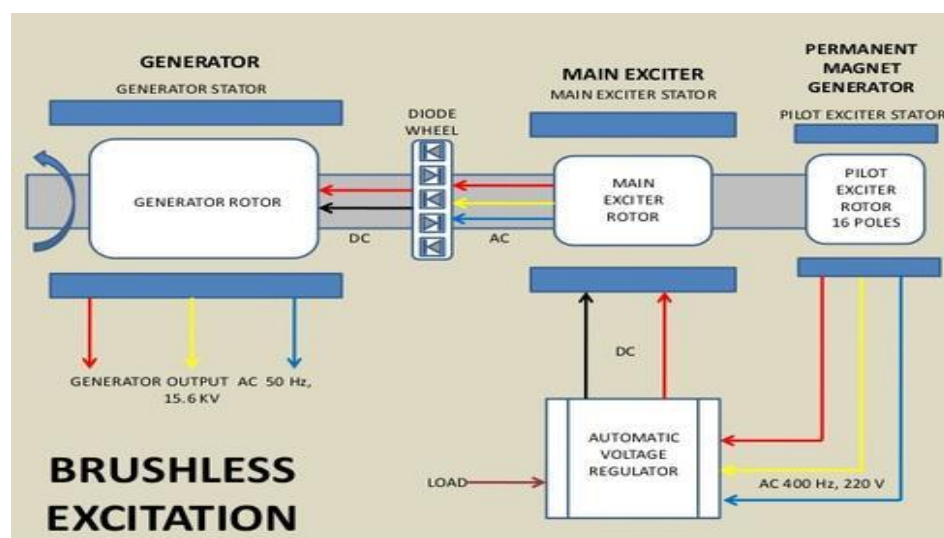 GENERATOR
GENERATOR STATOR
DIODE
WHEEL
MAIN EXCITER
MAIN EXCITER STATOR
PERMANENT
MAGNET
GENERATOR
PILOT EXCITER STATOR
GENERATOR ROTOR
MAIN
EXCITER
ROTOR
PILOT
EXCITER
ROTOR
16 POLES
DC
AC
GENERATOR OUTPUT AC 50 Hz,
15.6 KV
DC
AUTOMATIC
VOLTAGE
REGULATOR
LOAD
AC 400 Hz, 220 V
BRUSHLESS
EXCITATION